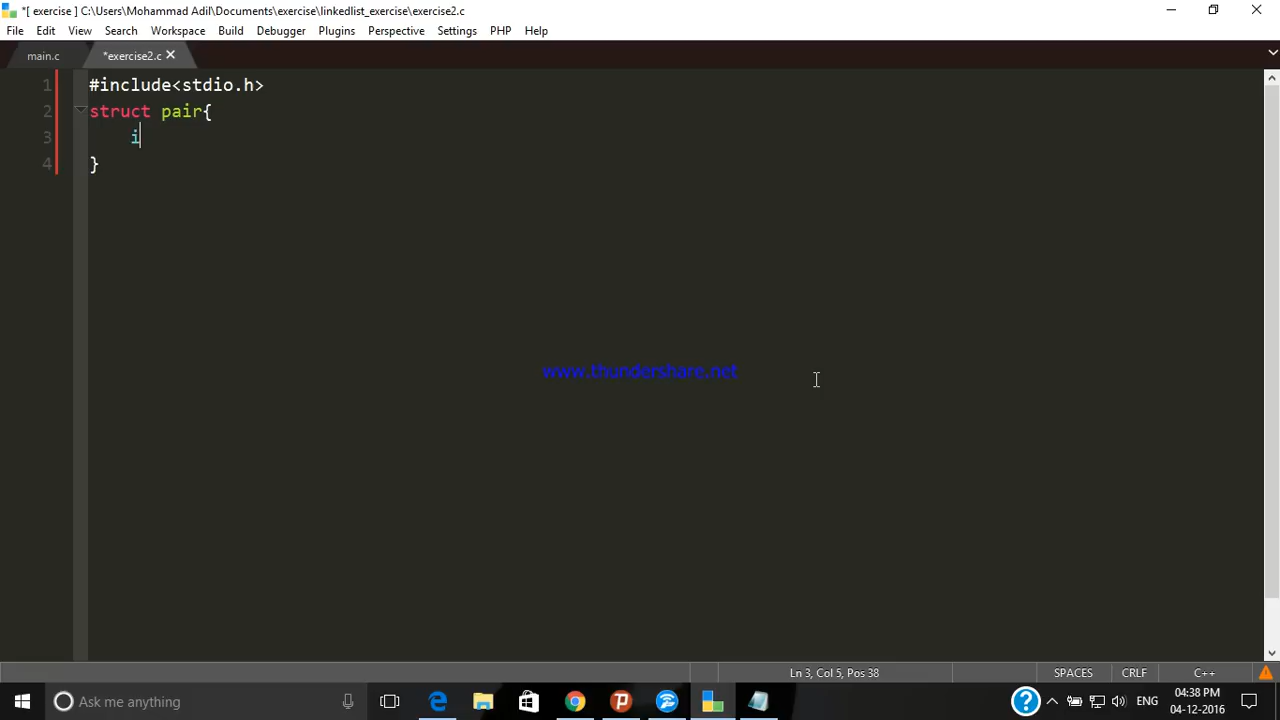 *[ exercise ] C:\Users\Mohammad Adil\Documents\exercise\linkedlist_exercise\exercise2.c
File Edit View Search Workspace Build Debugger Plugins Perspective Settings PHP Help
main.c *exercise2.c
1 #include<stdio.h>
2 struct pair{
3 i
4 }
www.thundershare.net
Ln 3, Col 5, Pos 38 SPACES CRLF C++
Ask me anything ENG 04:38 PM
04-12-2016